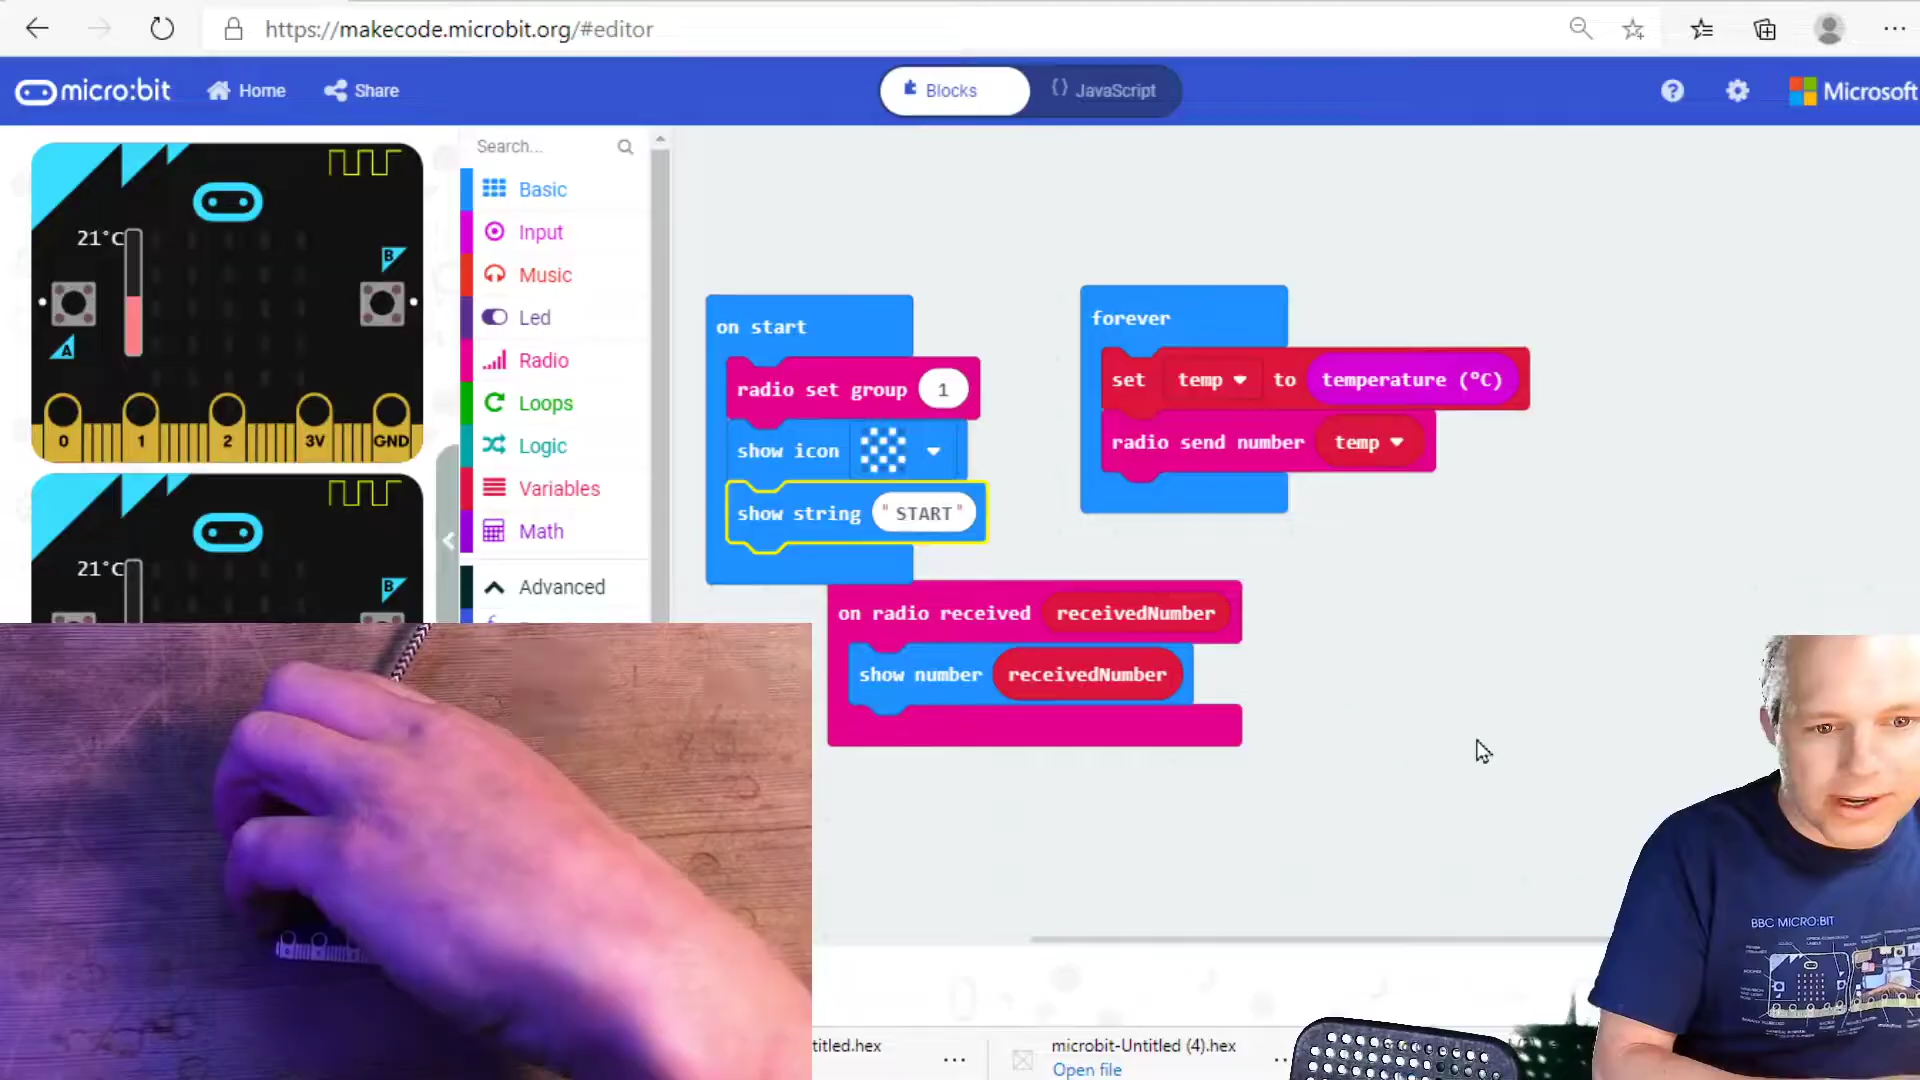 https://makecode.microbit.org/#editor
micro:bit Home Share Blocks {} JavaScript ? Microsoft
Search...
Basic
Input
Music
Led
Radio
Loops
Logic
Variables
Math
Advanced
21°C
A
B
0 1 2 3V GND
21°C
B
on start
radio set group 1
show icon
show string "START"
forever
set temp to temperature (°C)
radio send number temp
on radio received receivedNumber
show number receivedNumber
BBC MICRO:BIT
titled.hex
microbit-Untitled (4).hex
Open file